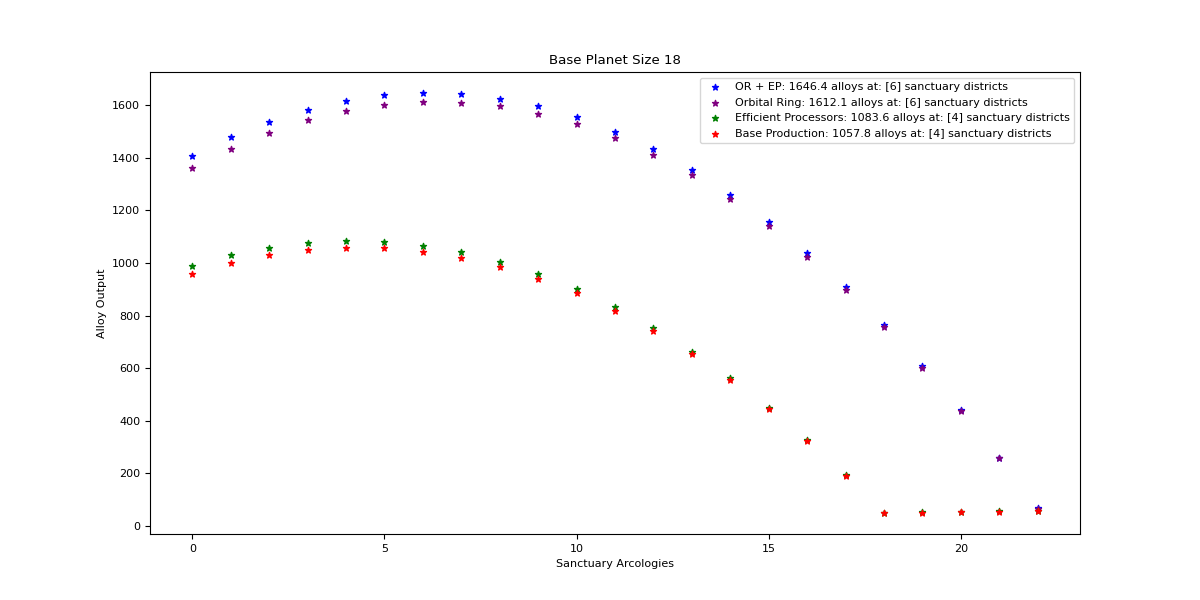 Base Planet Size 18
OR + EP: 1646.4 alloys at: [6] sanctuary districts
Orbital Ring: 1612.1 alloys at: [6] sanctuary districts
Efficient Processors: 1083.6 alloys at: [4] sanctuary districts
Base Production: 1057.8 alloys at: [4] sanctuary districts
Alloy Output
1600
1400
1200
1000
800
600
400
200
0
0 5 10 15 20
Sanctuary Arcologies